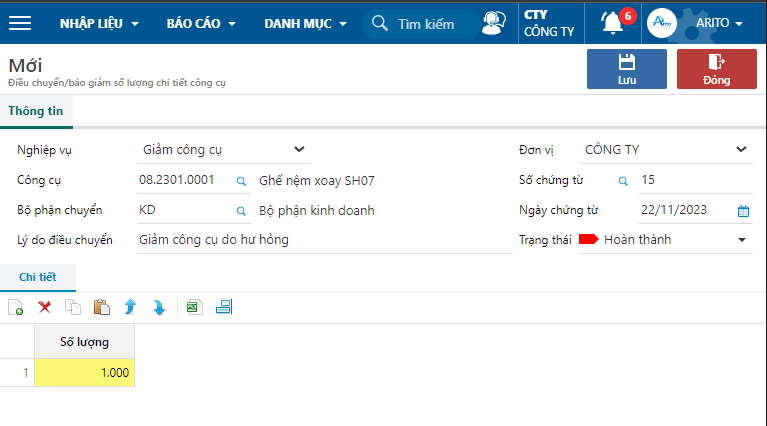 NHẬP LIỆU BÁO CÁO DANH MỤC Tìm kiếm CTY CÔNG TY 6 Arito ARITO
Mới
Điều chuyển/báo giảm số lượng chi tiết công cụ
Lưu Đóng
Thông tin
Nghiệp vụ Giảm công cụ Đơn vị CÔNG TY
Công cụ 08.2301.0001 Ghế nệm xoay SH07 Số chứng từ 15
Bộ phận chuyển KD Bộ phận kinh doanh Ngày chứng từ 22/11/2023
Lý do điều chuyển Giảm công cụ do hư hỏng Trạng thái Hoàn thành
Chi tiết
Số lượng
1 1.000